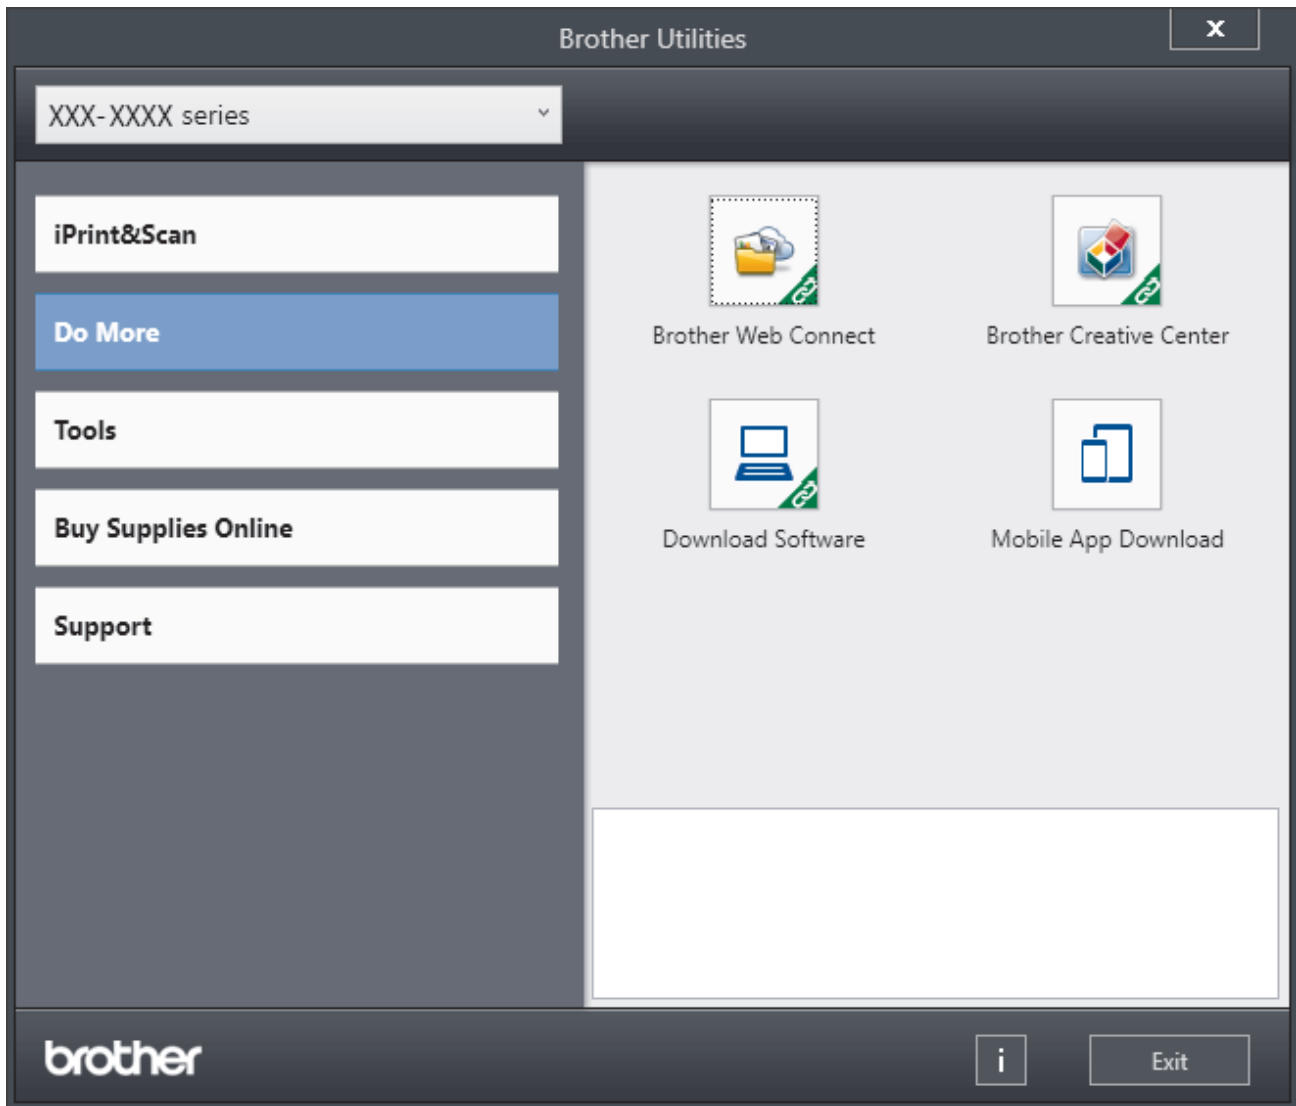 Brother Utilities
X
XXX-XXXX series
iPrint&Scan
Do More
Tools
Buy Supplies Online
Support
Brother Web Connect
Brother Creative Center
Download Software
Mobile App Download
brother
i
Exit